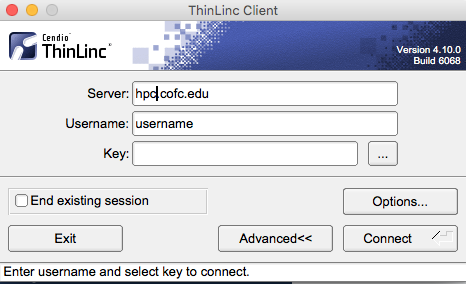 ThinLinc Client
Cendio
ThinLinc
Version 4.10.0
Build 6068
Server: hpc.cofc.edu
Username: username
Key:
...
End existing session
Options...
Exit
Advanced<<
Connect
Enter username and select key to connect.